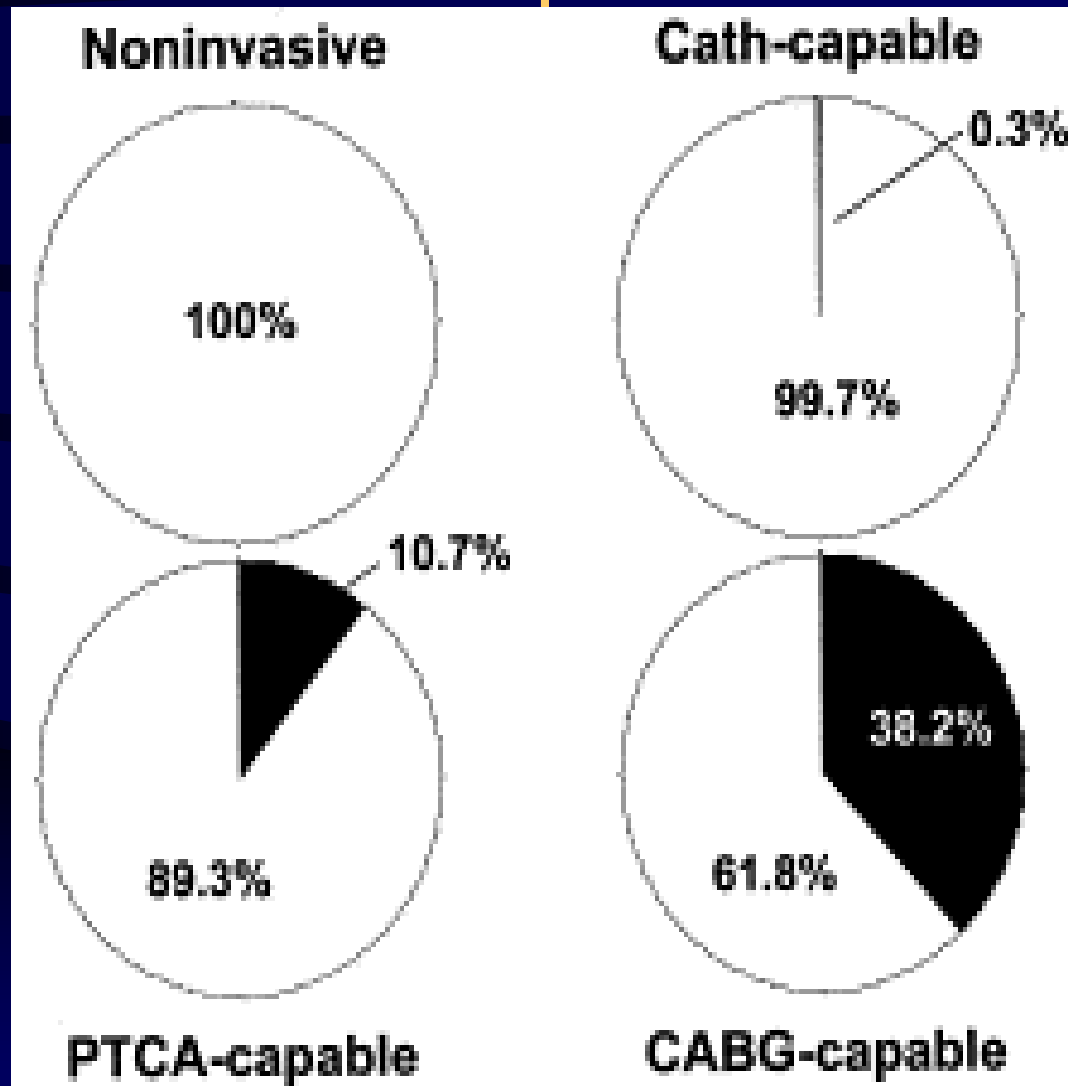 Noninvasive
Cath-capable
0.3%
100%
99.7%
10.7%
38.2%
89.3%
61.8%
PTCA-capable
CABG-capable